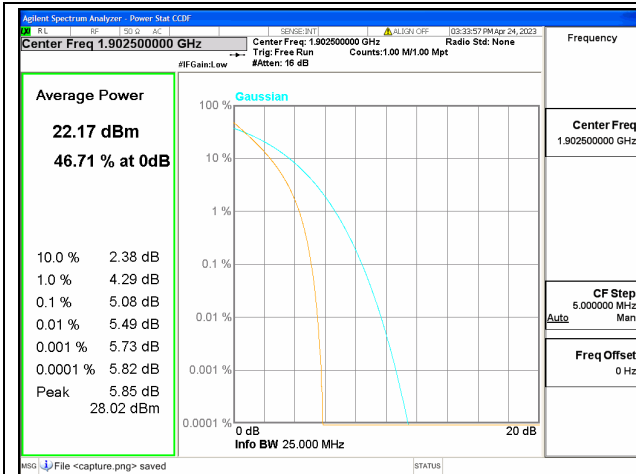 Agilent Spectrum Analyzer - Power Stat CCDF
RL RF 50 Ω AC SENSE:INT ALIGN OFF 03:33:57 PM Apr 24, 2023
Center Freq 1.902500000 GHz
Center Freq: 1.902500000 GHz Radio Std: None
Trig: Free Run Counts:1.00 M/1.00 Mpt
#IFGain:Low #Atten: 16 dB
Frequency
Average Power
22.17 dBm
46.71 % at 0dB
10.0 % 2.38 dB
1.0 % 4.29 dB
0.1 % 5.08 dB
0.01 % 5.49 dB
0.001 % 5.73 dB
0.0001 % 5.82 dB
Peak 5.85 dB
28.02 dBm
Gaussian
100 %
10 %
1 %
0.1 %
0.01 %
0.001 %
0.0001 %
0 dB 20 dB
Info BW 25.000 MHz
Center Freq
1.902500000 GHz
CF Step
5.000000 MHz
Auto Man
Freq Offset
0 Hz
MSG File <capture.png> saved STATUS